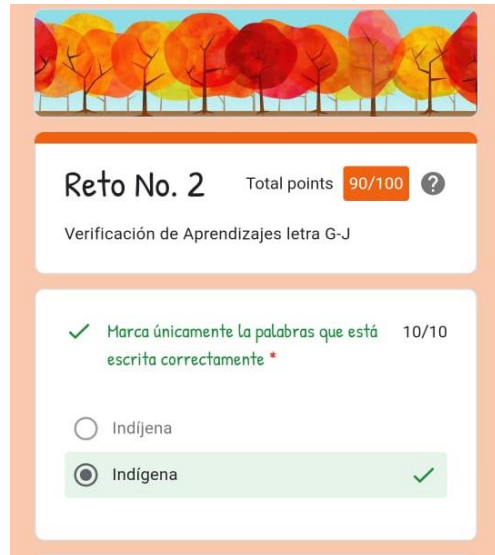 Reto No. 2
Total points 90/100
Verificación de Aprendizajes letra G-J
Marca únicamente la palabras que está 10/10
escrita correctamente *
Indíjena
Indígena